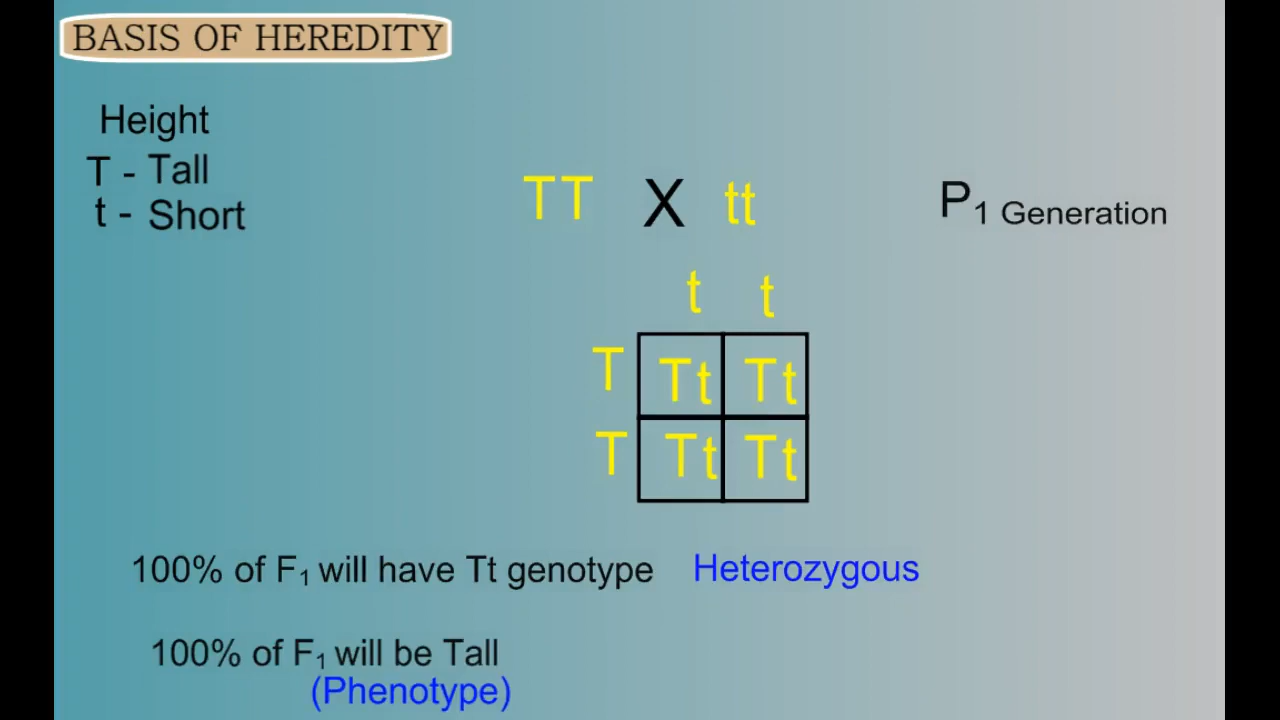 BASIS OF HEREDITY
Height
T - Tall
t - Short
TT X tt
P1 Generation
t t
T Tt Tt
T Tt Tt
100% of F1 will have Tt genotype Heterozygous
100% of F1 will be Tall
(Phenotype)